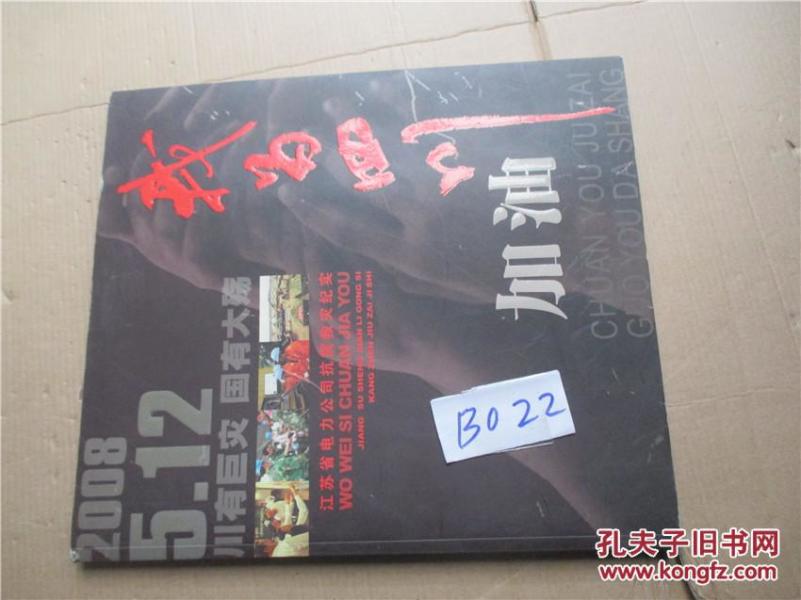 2008
5.12
川有巨灾 国有大殇
江苏省电力公司抗震救灾纪实
WO WEI SI CHUAN JIA YOU
JIANG SU SHENG DIAN LI GONG SI
KANG ZHEN JIU ZAI JI SHI
我为四川
加油
CHUAN YOU JU ZAI
GUO YOU DA SHANG
B022
孔夫子旧书网
www.kongfz.com